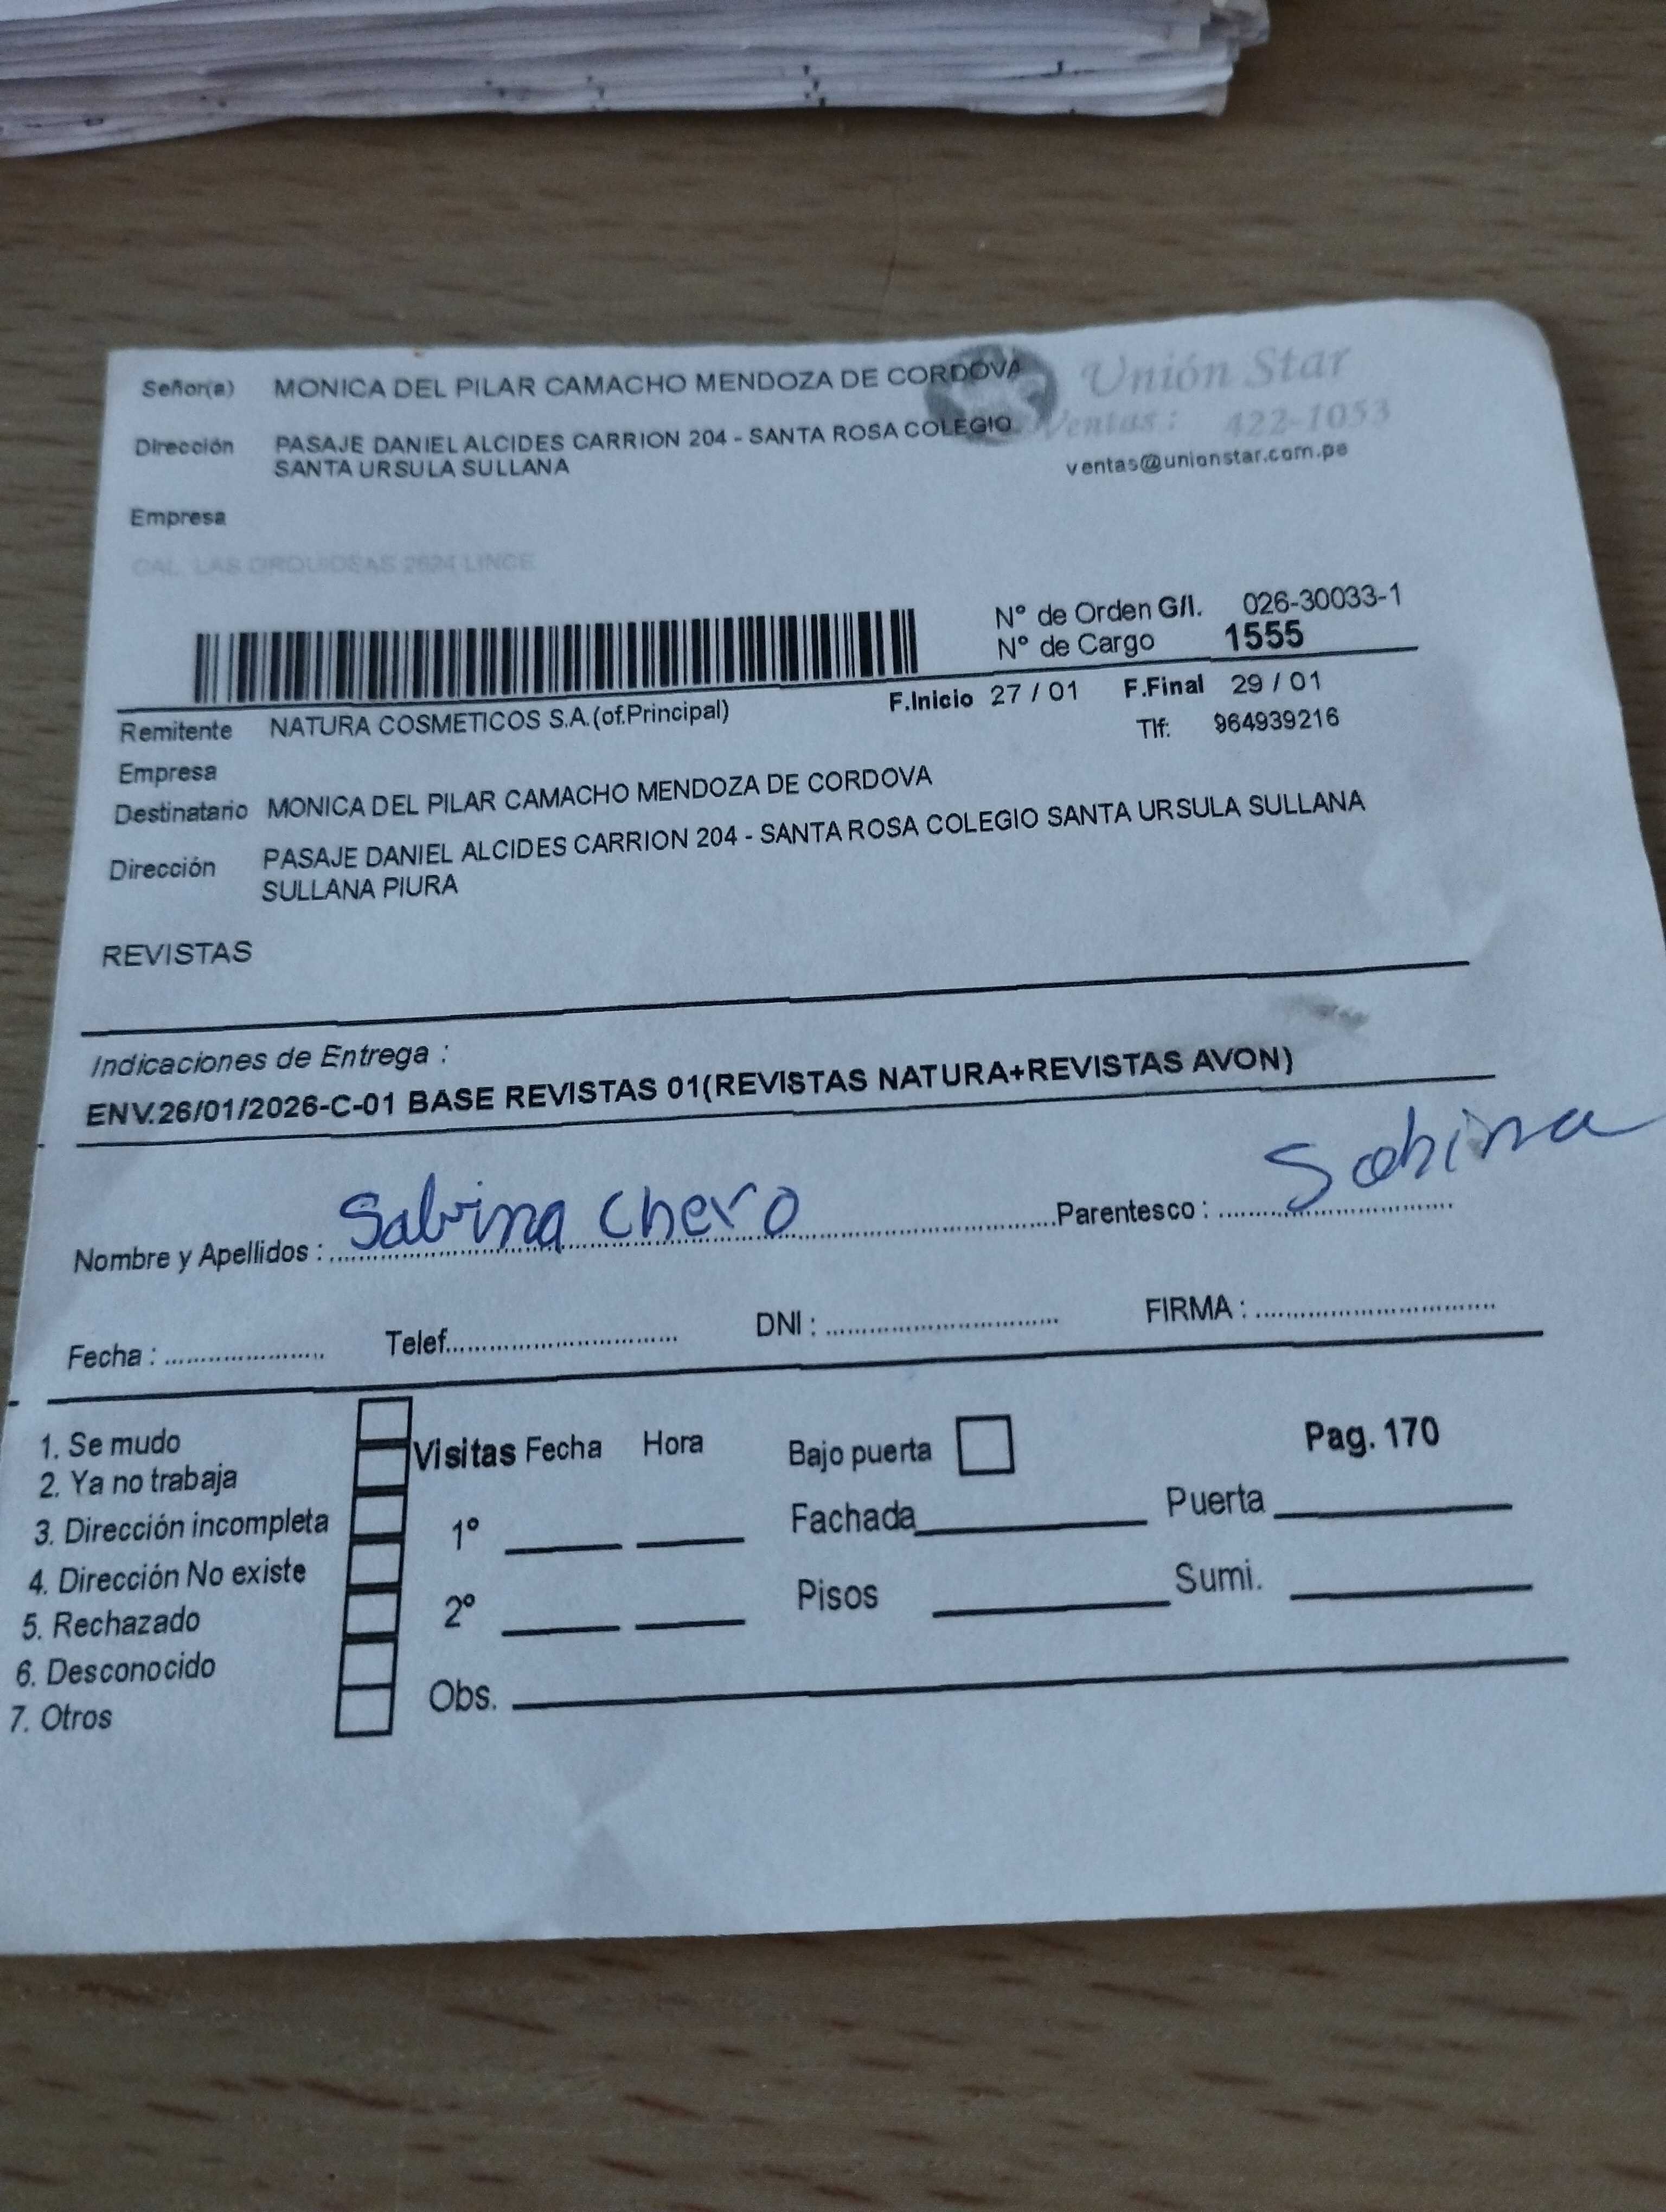 Señor(a) MONICA DEL PILAR CAMACHO MENDOZA DE CORDOVA
Unión Star
Dirección PASAJE DANIEL ALCIDES CARRION 204 - SANTA ROSA COLEGIO
SANTA URSULA SULLANA
Ventas: 422-1053
ventas@unionstar.com.pe
Empresa
CAL. LAS ORQUIDEAS 2624 LINCE
N° de Orden G/I. 026-30033-1
N° de Cargo 1555
Remitente NATURA COSMETICOS S.A.(of.Principal) F.Inicio 27 / 01 F.Final 29 / 01
Tlf: 964939216
Empresa
Destinatario MONICA DEL PILAR CAMACHO MENDOZA DE CORDOVA
Dirección PASAJE DANIEL ALCIDES CARRION 204 - SANTA ROSA COLEGIO SANTA URSULA SULLANA
SULLANA PIURA
REVISTAS
Indicaciones de Entrega :
ENV.26/01/2026-C-01 BASE REVISTAS 01(REVISTAS NATURA+REVISTAS AVON)
Nombre y Apellidos : Sabrina Chero Parentesco : Sabina
Fecha : Telef. DNI : FIRMA :
1. Se mudo
2. Ya no trabaja
3. Dirección incompleta
4. Dirección No existe
5. Rechazado
6. Desconocido
7. Otros
Visitas Fecha Hora Bajo puerta Pag. 170
1° Fachada Puerta
2° Pisos Sumi.
Obs.